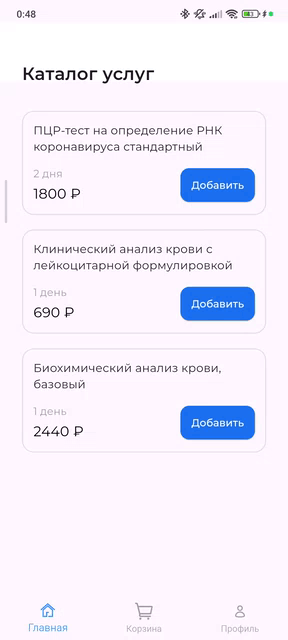 0:48
43
Каталог услуг
ПЦР-тест на определение РНК
коронавируса стандартный
2 дня
1800 ₽
Добавить
Клинический анализ крови с
лейкоцитарной формулировкой
1 день
690 ₽
Добавить
Биохимический анализ крови,
базовый
1 день
2440 ₽
Добавить
Главная
Корзина
Профиль